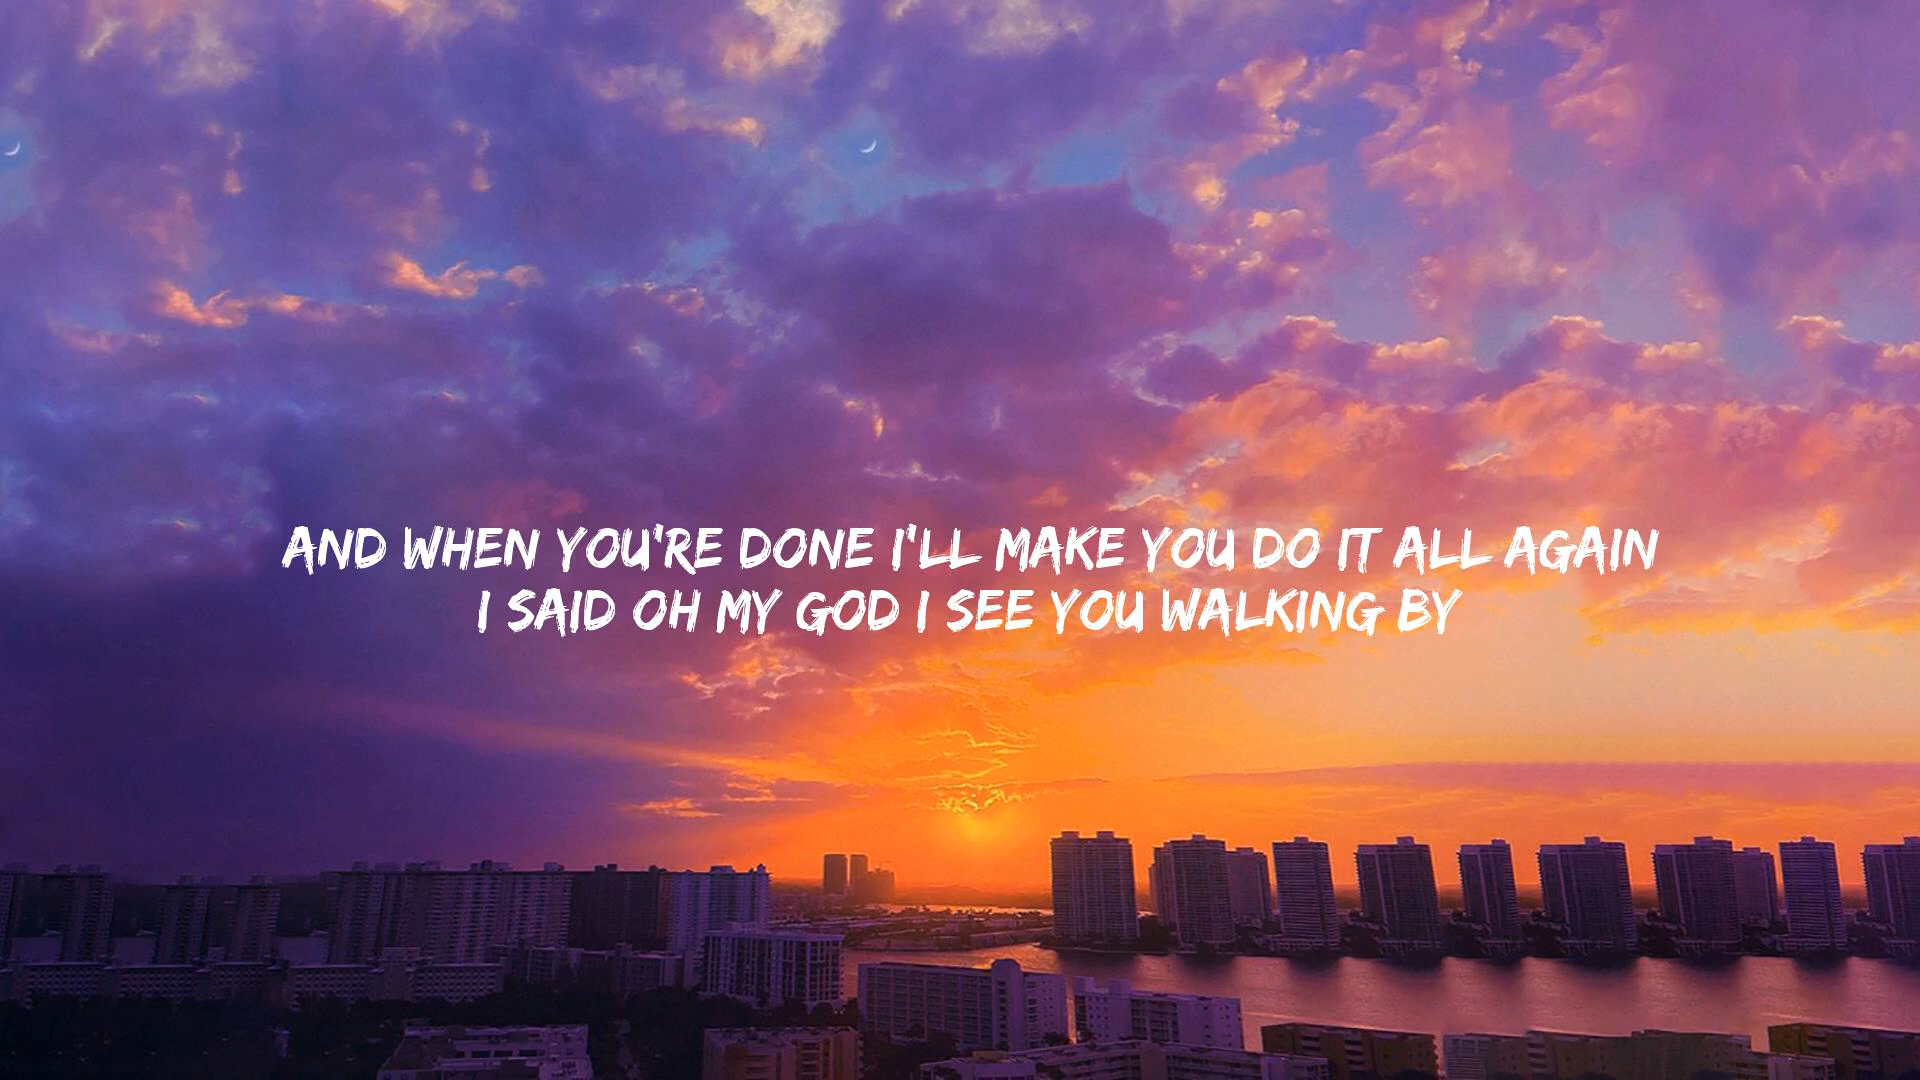 AND WHEN YOU'RE DONE I'LL MAKE YOU DO IT ALL AGAIN
I SAID OH MY GOD I SEE YOU WALKING BY